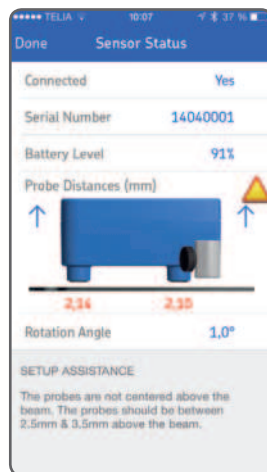 TELIA 10:07 37 %
Done Sensor Status
Connected Yes
Serial Number 14040001
Battery Level 91%
Probe Distances (mm)
2,14 2,10
Rotation Angle 1,0°
SETUP ASSISTANCE
The probes are not centered above the
beam. The probes should be between
2.5mm & 3.5mm above the beam.